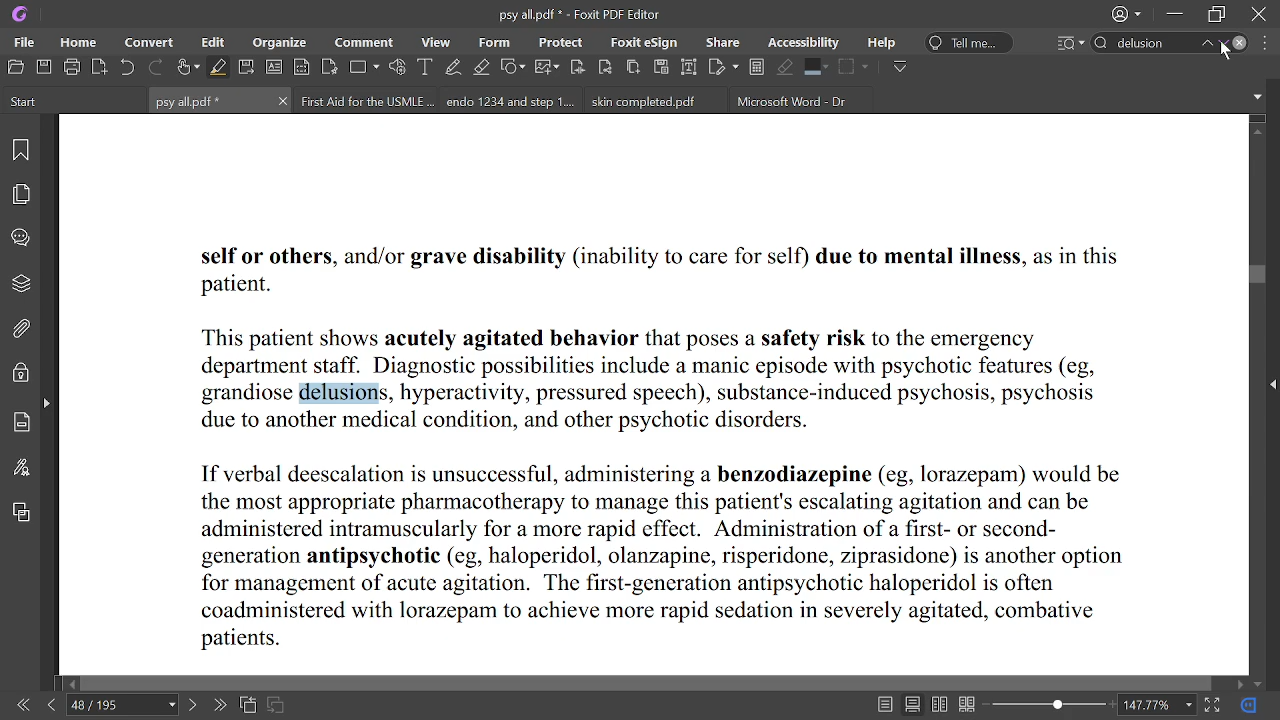 psy all.pdf * - Foxit PDF Editor
File Home Convert Edit Organize Comment View Form Protect Foxit eSign Share Accessibility Help Tell me... delusion
Start psy all.pdf * First Aid for the USMLE ... endo 1234 and step 1.... skin completed.pdf Microsoft Word - Dr
self or others, and/or grave disability (inability to care for self) due to mental illness, as in this
patient.
This patient shows acutely agitated behavior that poses a safety risk to the emergency
department staff. Diagnostic possibilities include a manic episode with psychotic features (eg,
grandiose delusions, hyperactivity, pressured speech), substance-induced psychosis, psychosis
due to another medical condition, and other psychotic disorders.
If verbal deescalation is unsuccessful, administering a benzodiazepine (eg, lorazepam) would be
the most appropriate pharmacotherapy to manage this patient's escalating agitation and can be
administered intramuscularly for a more rapid effect. Administration of a first- or second-
generation antipsychotic (eg, haloperidol, olanzapine, risperidone, ziprasidone) is another option
for management of acute agitation. The first-generation antipsychotic haloperidol is often
coadministered with lorazepam to achieve more rapid sedation in severely agitated, combative
patients.
48 / 195 147.77%